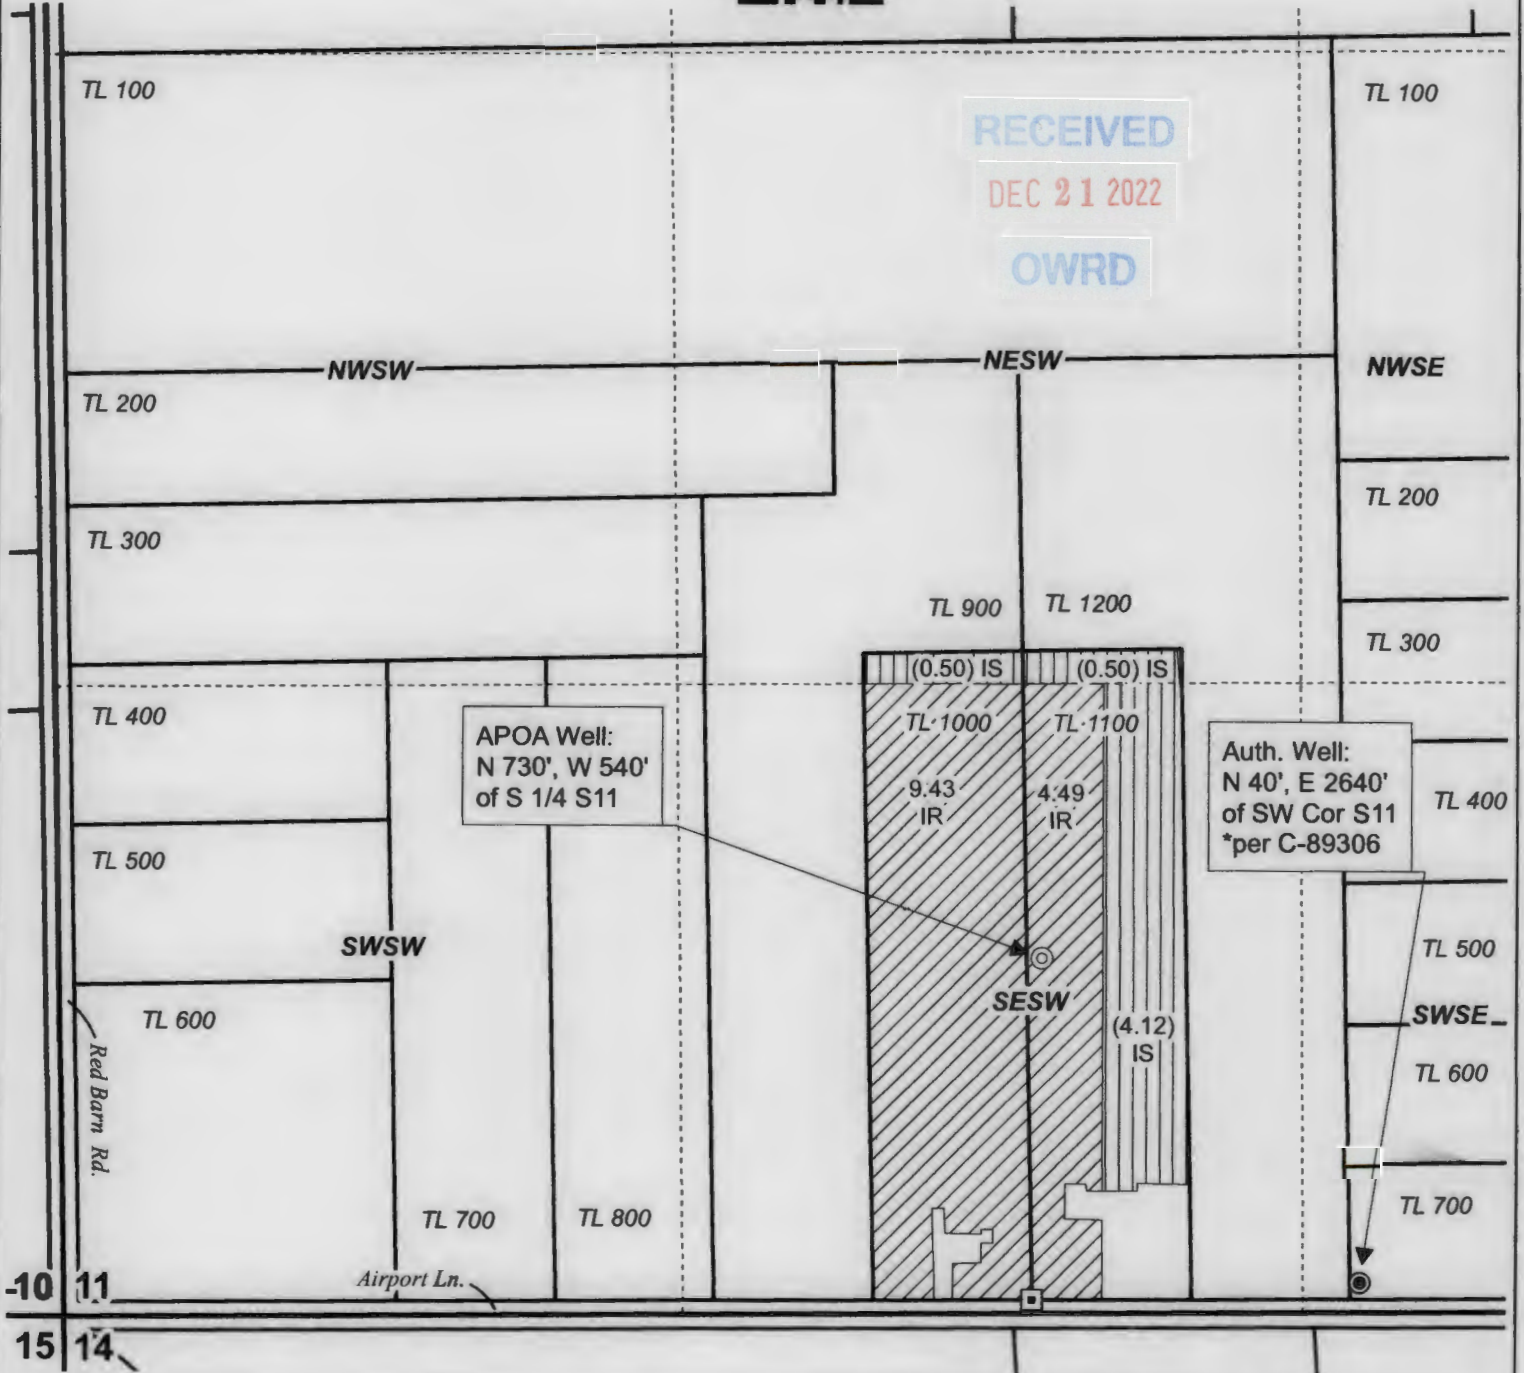 TL 100
TL 100
RECEIVED
DEC 21 2022
OWRD
NWSW
NESW
NWSE
TL 200
TL 200
TL 300
TL 900
TL 1200
TL 300
(0.50) IS
(0.50) IS
TL 400
TL 1000
TL 1100
APOA Well:
N 730', W 540'
of S 1/4 S11
Auth. Well:
N 40', E 2640'
of SW Cor S11
*per C-89306
9.43
IR
4.49
IR
TL 400
TL 500
SWSW
TL 500
SESW
TL 600
(4.12)
IS
SWSE
Red Barn Rd.
TL 600
TL 700
TL 800
TL 700
Airport Ln.
-10
11
15
14